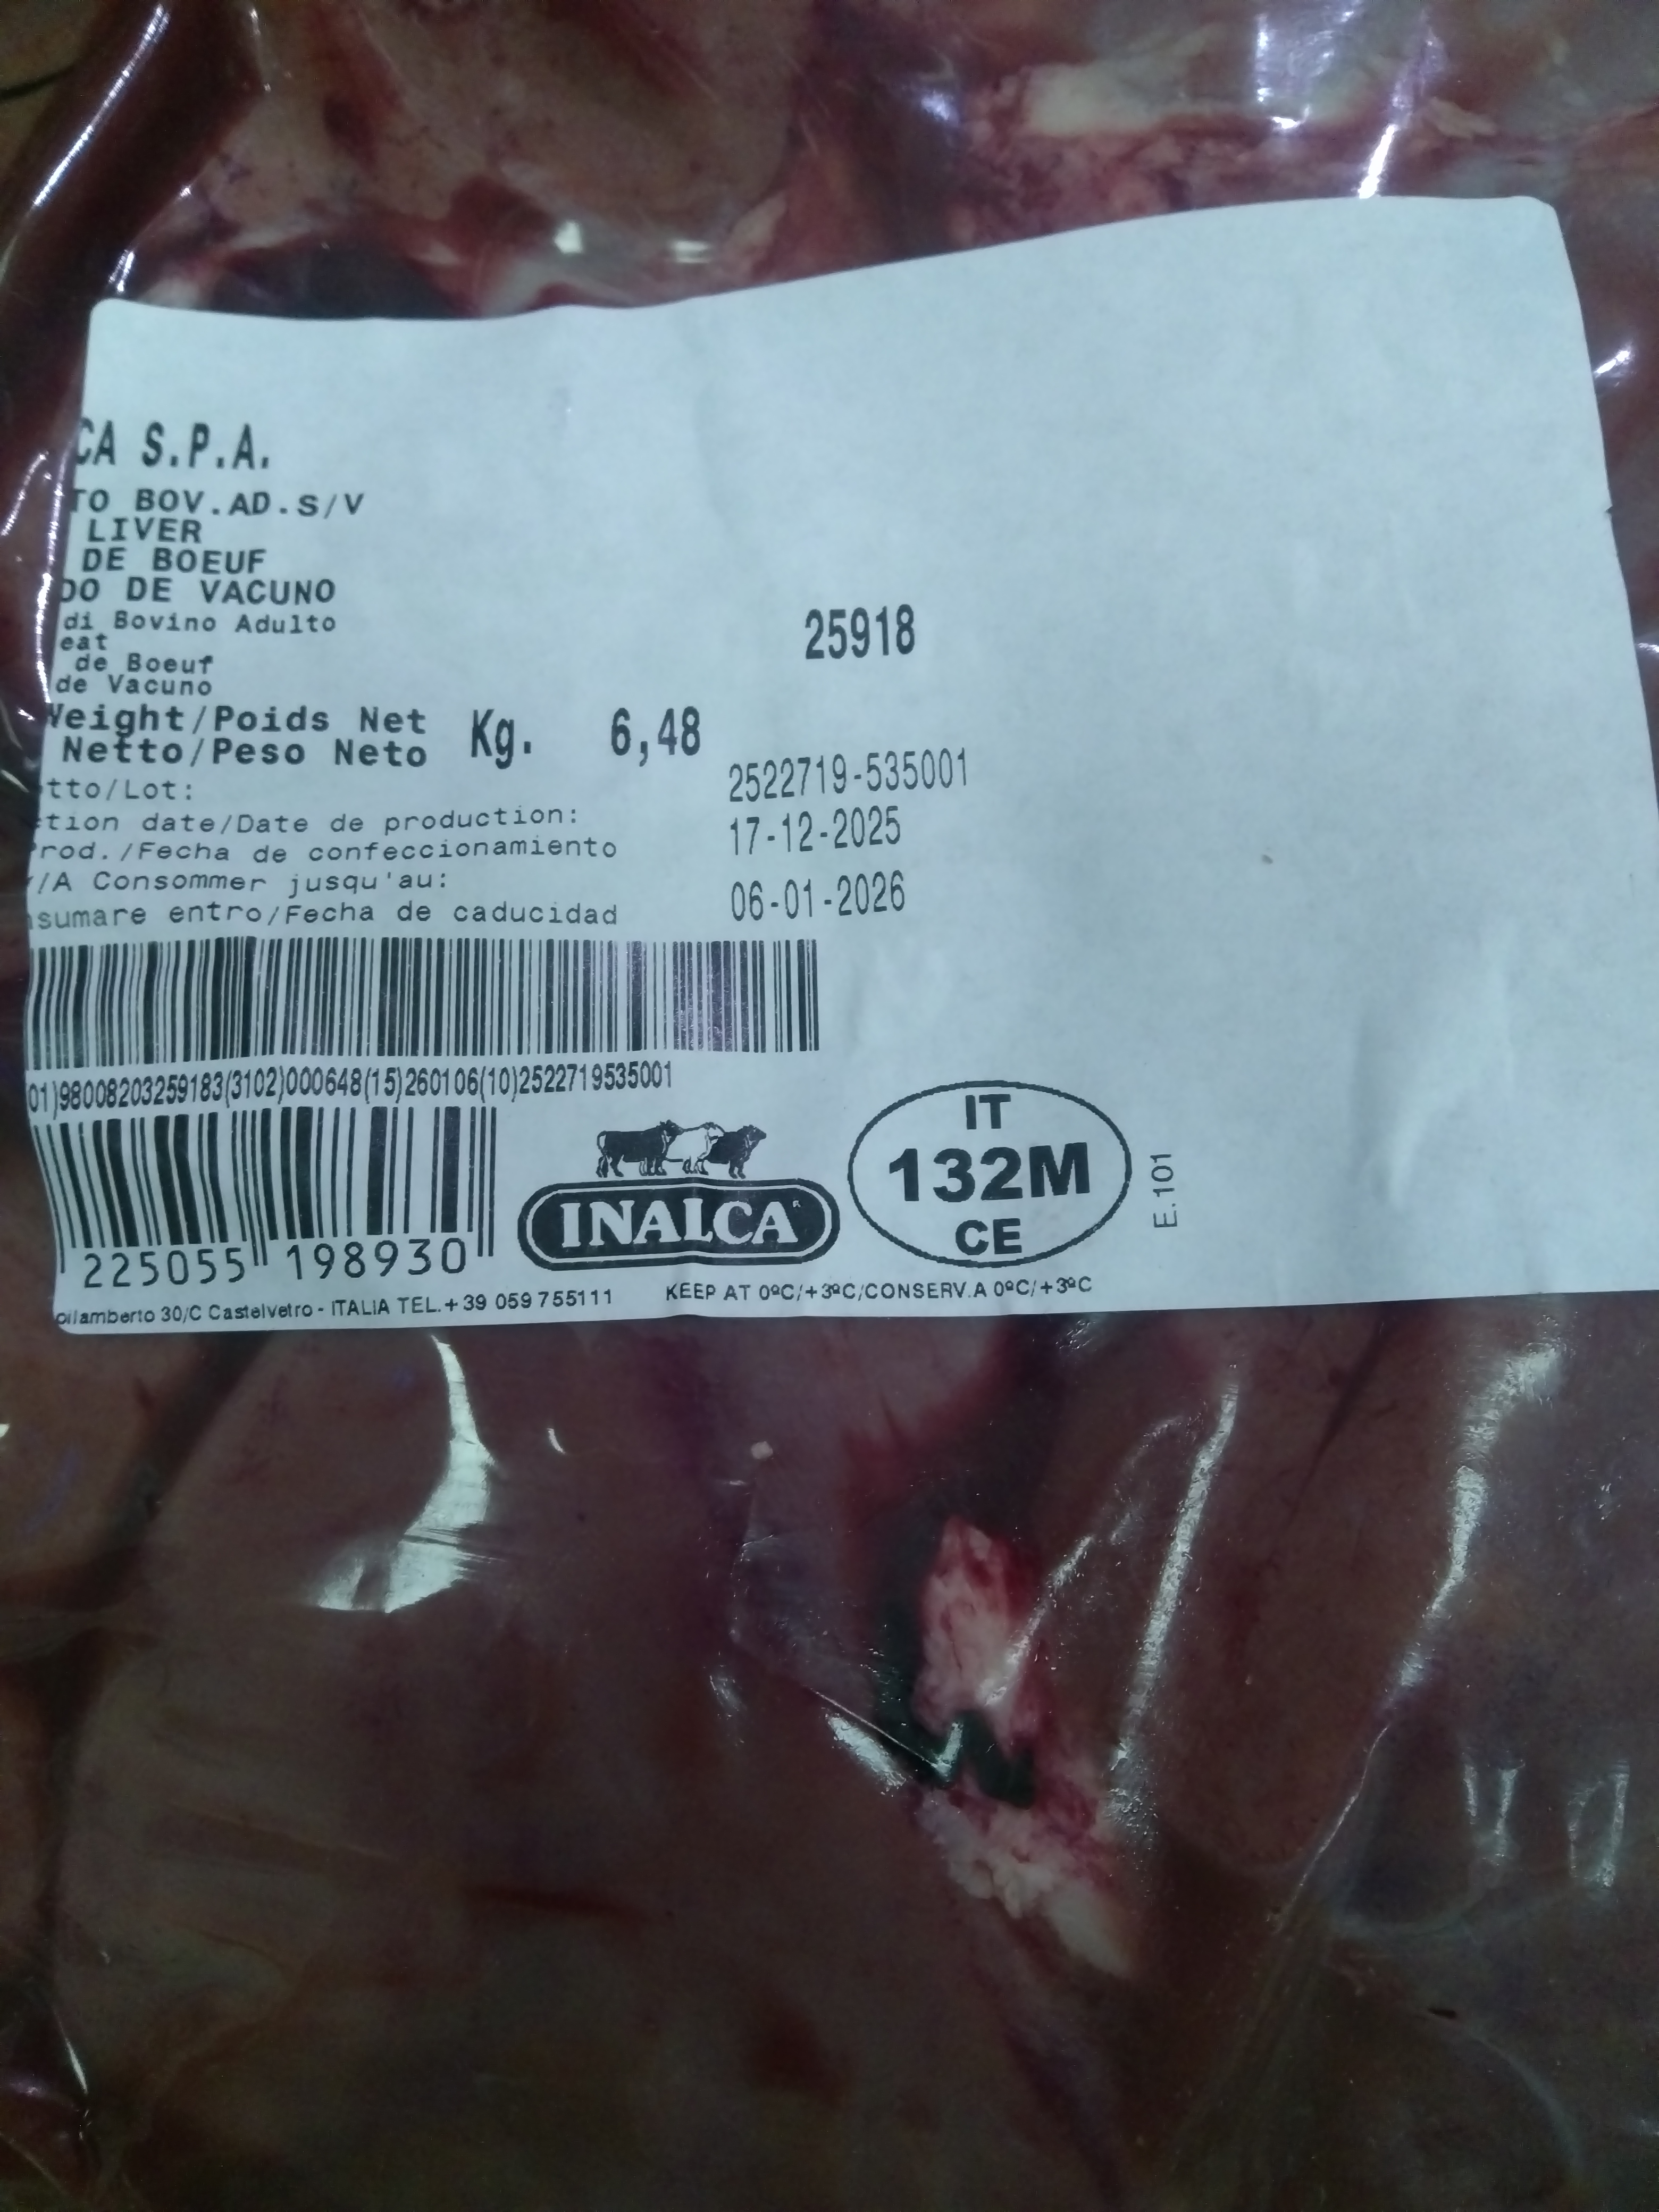 CA S.P.A.
TO BOV.AD.S/V
LIVER
DE BOEUF
DO DE VACUNO
di Bovino Adulto
eat
de Boeuf
de Vacuno
25918
Weight/Poids Net
Netto/Peso Neto
Kg. 6,48
tto/Lot: 2522719-535001
tion date/Date de production:
Prod./Fecha de confeccionamiento
17-12-2025
/A Consommer jusqu'au:
nsumare entro/Fecha de caducidad
06-01-2026
01)98008203259183(3102)000648(15)260106(10)2522719535001
225055 198930
INALCA
IT
132M
CE
E.101
pilamberto 30/C Castelvetro - ITALIA TEL.+39 059 755111
KEEP AT 0ºC/+3ºC/CONSERV.A 0ºC/+3ºC